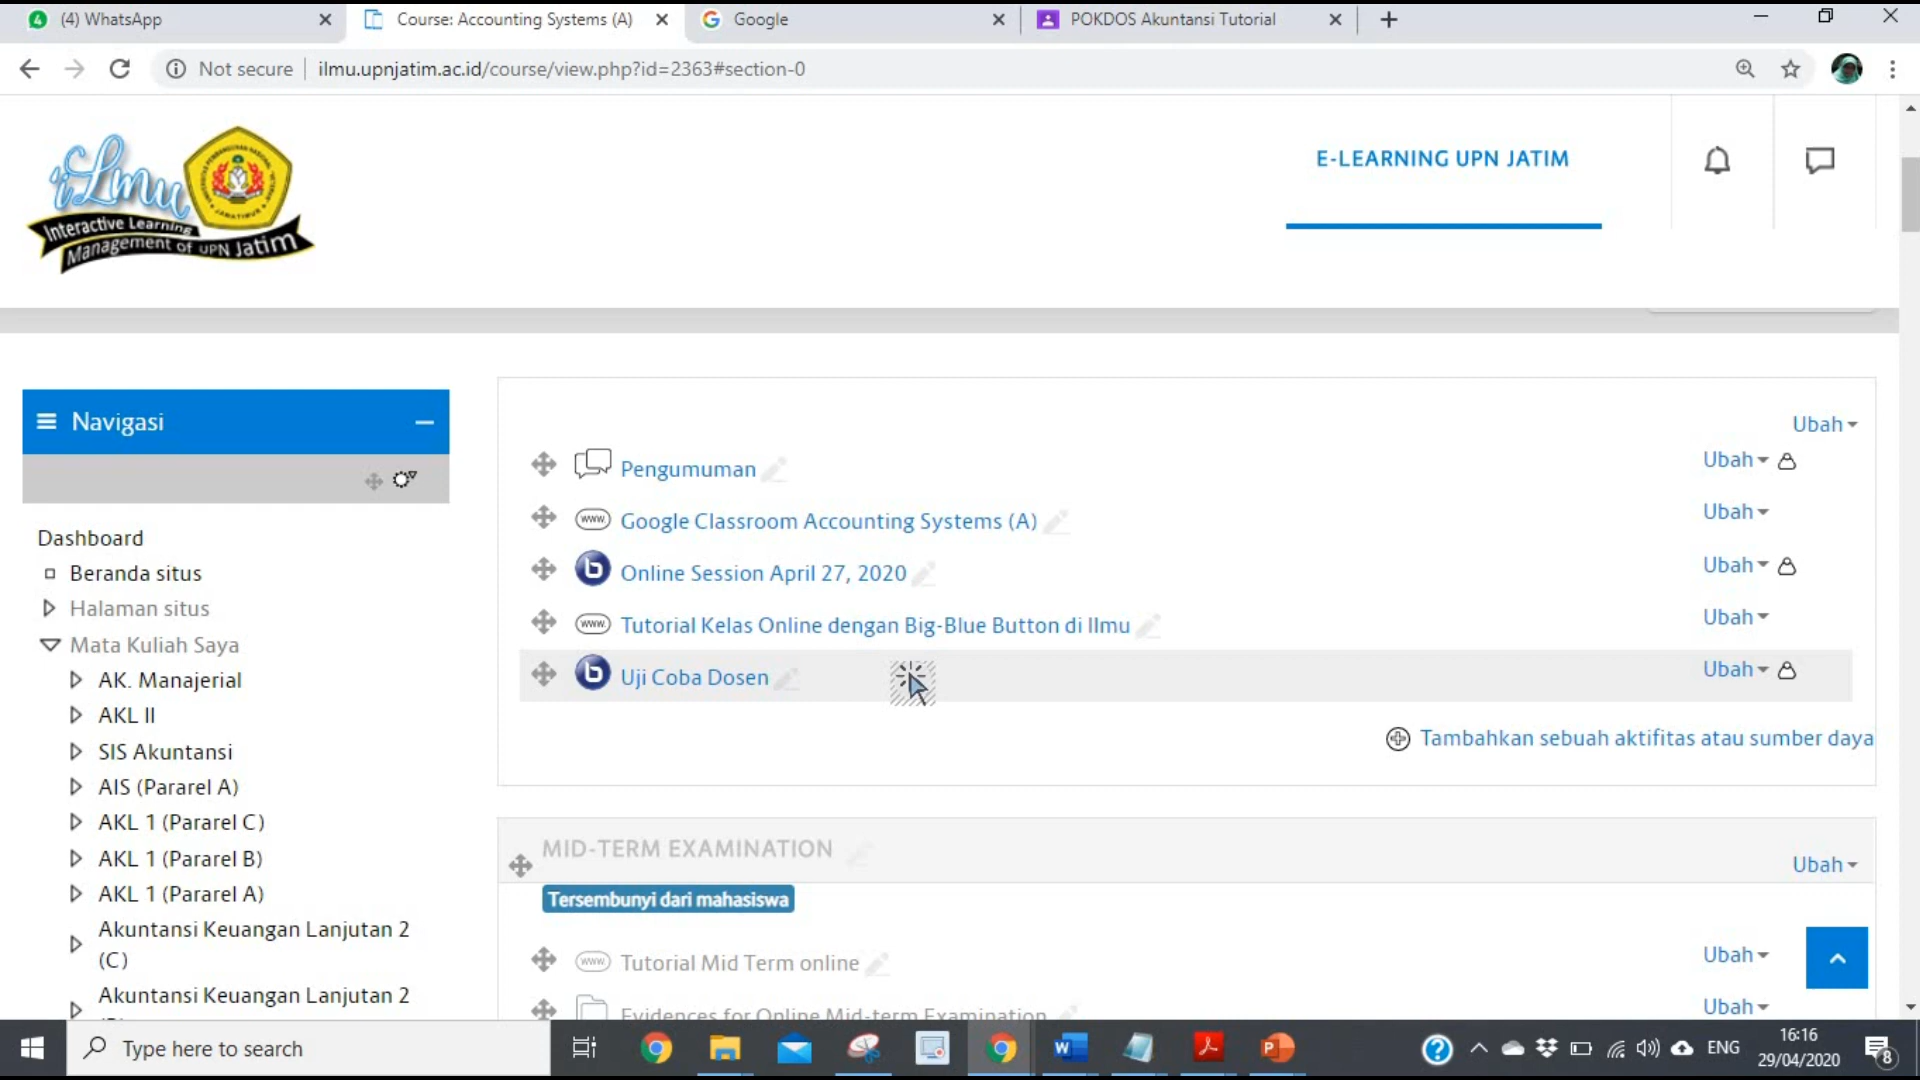 (4) WhatsApp
Course: Accounting Systems (A)
Google
POKDOS Akuntansi Tutorial
Not secure
ilmu.upnjatim.ac.id/course/view.php?id=2363#section-0
iLmu
Interactive Learning
Management of UPN Jatim
E-LEARNING UPN JATIM
Navigasi
Dashboard
Beranda situs
Halaman situs
Mata Kuliah Saya
AK. Manajerial
AKL II
SIS Akuntansi
AIS (Pararel A)
AKL 1 (Pararel C)
AKL 1 (Pararel B)
AKL 1 (Pararel A)
Akuntansi Keuangan Lanjutan 2
(C)
Akuntansi Keuangan Lanjutan 2
Ubah
Pengumuman
Ubah
www
Google Classroom Accounting Systems (A)
Ubah
b
Online Session April 27, 2020
Ubah
www
Tutorial Kelas Online dengan Big-Blue Button di Ilmu
Ubah
b
Uji Coba Dosen
Ubah
Tambahkan sebuah aktifitas atau sumber daya
MID-TERM EXAMINATION
Ubah
Tersembunyi dari mahasiswa
www
Tutorial Mid Term online
Ubah
Evidences for Online Mid-term Examination
Ubah
Type here to search
ENG
16:16
29/04/2020
8